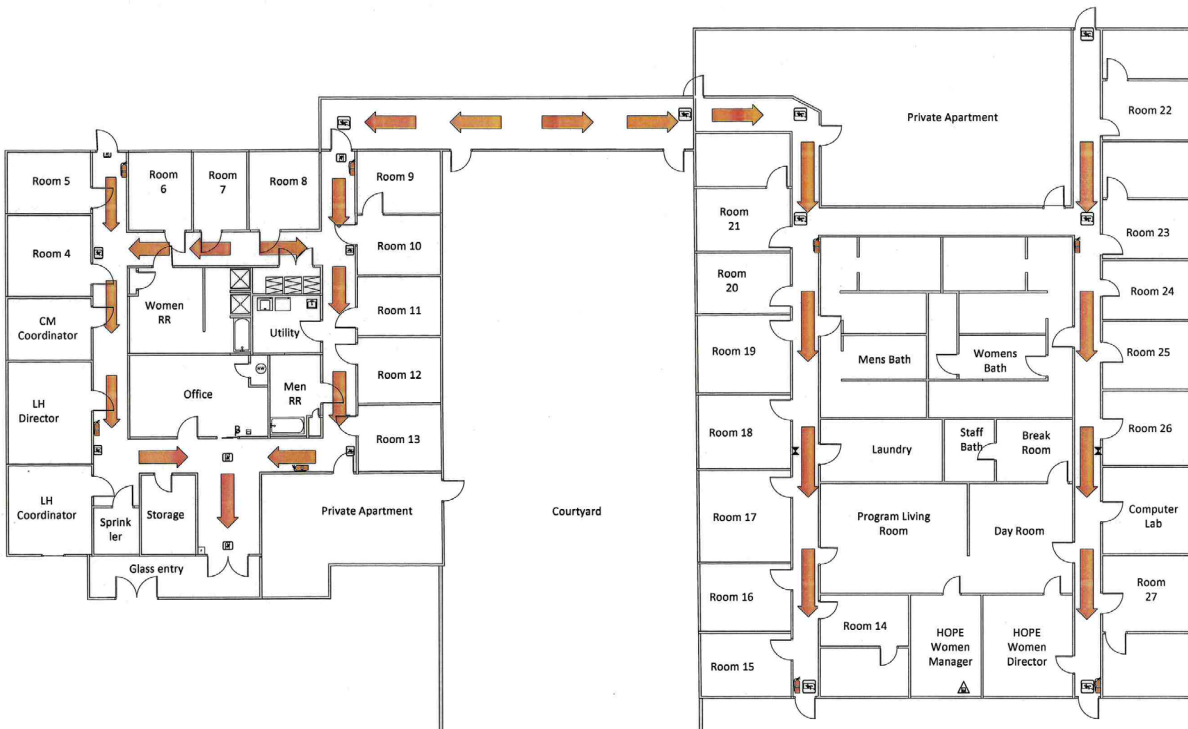 Room 5
Room
6
Room
7
Room 8
Room 9
Room 4
Room 10
CM
Coordinator
Women
RR
Utility
Room 11
LH
Director
Office
Men
RR
Room 12
Room 13
LH
Coordinator
Sprink
ler
Storage
Private Apartment
Glass entry
Courtyard
Private Apartment
Room 22
Room
21
Room 23
Room
20
Room 24
Room 19
Mens Bath
Womens
Bath
Room 25
Room 18
Laundry
Staff
Bath
Break
Room
Room 26
Room 17
Program Living
Room
Day Room
Computer
Lab
Room 16
Room 14
HOPE
Women
Manager
HOPE
Women
Director
Room
27
Room 15